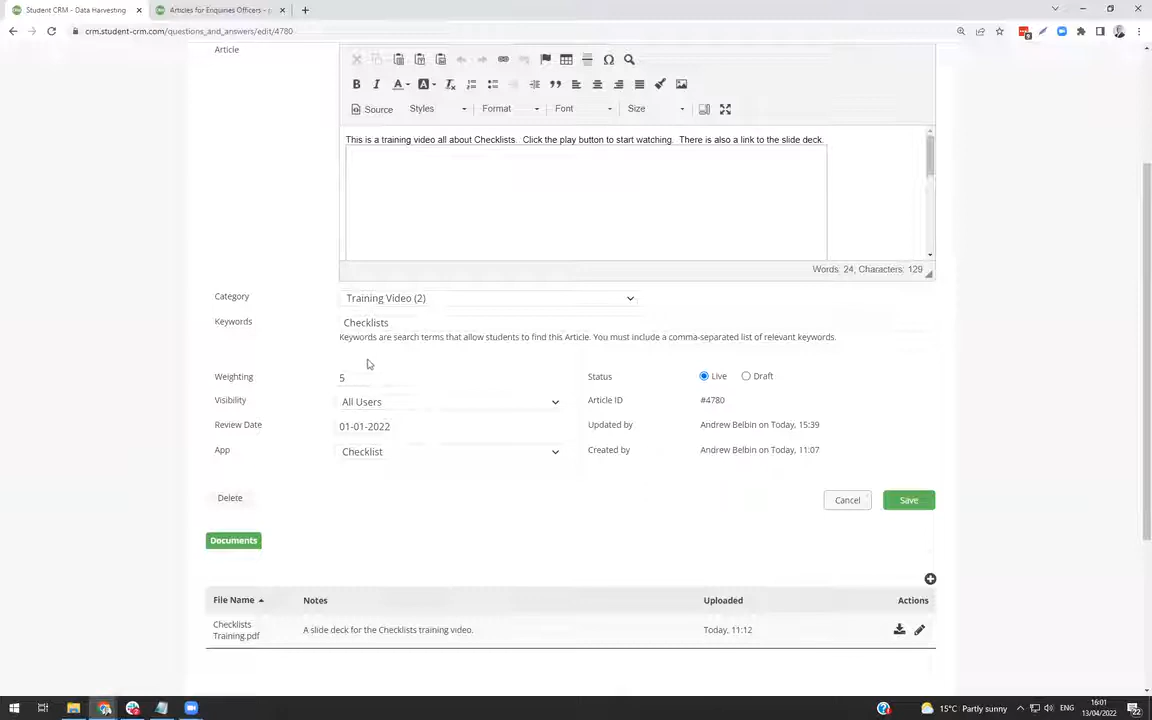 Student CRM - Data Harvesting
Articles for Enquiries Officers -
crm.student-crm.com/questions_and_answers/edit/4780
Article
B I A A
Source Styles Format Font Size
This is a training video all about Checklists. Click the play button to start watching. There is also a link to the slide deck.
Words: 24, Characters: 129
Category Training Video (2)
Keywords Checklists
Keywords are search terms that allow students to find this Article. You must include a comma-separated list of relevant keywords.
Weighting 5 Status Live Draft
Visibility All Users Article ID #4780
Review Date 01-01-2022 Updated by Andrew Belbin on Today, 15:39
App Checklist Created by Andrew Belbin on Today, 11:07
Delete Cancel Save
Documents
File Name Notes Uploaded Actions
Checklists
Training.pdf
A slide deck for the Checklists training video. Today, 11:12
15°C Partly sunny ENG
16:01
13/04/2022
22